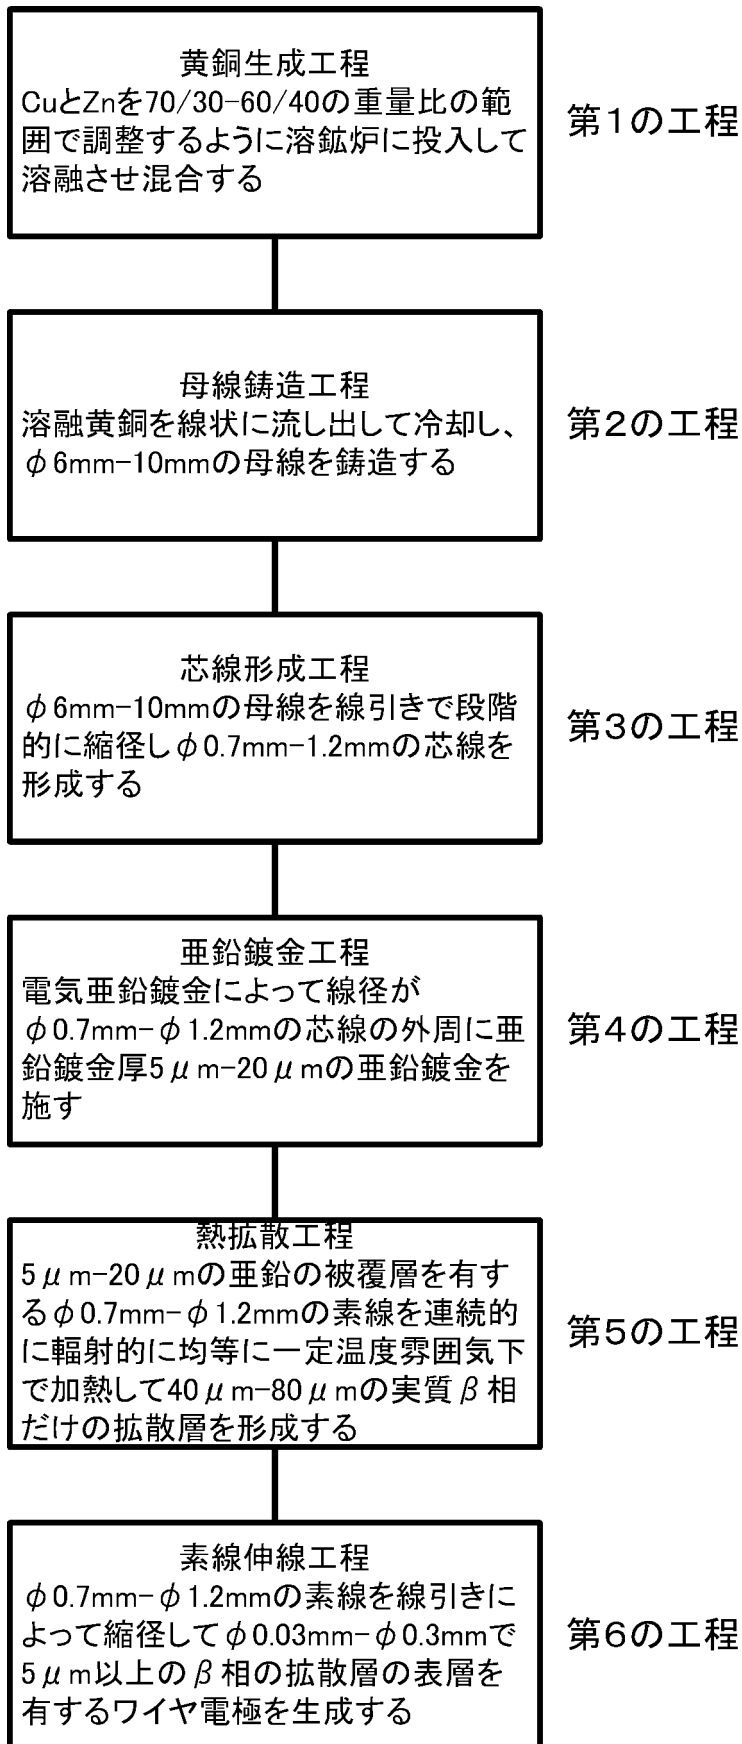 黄銅生成工程
CuとZnを70/30-60/40の重量比の範
囲で調整するように溶鉱炉に投入して
溶融させ混合する
第1の工程
母線鋳造工程
溶融黄銅を線状に流し出して冷却し、
φ6mm-10mmの母線を鋳造する
第2の工程
芯線形成工程
φ6mm-10mmの母線を線引きで段階
的に縮径しφ0.7mm-1.2mmの芯線を
形成する
第3の工程
亜鉛鍍金工程
電気亜鉛鍍金によって線径が
φ0.7mm-φ1.2mmの芯線の外周に亜
鉛鍍金厚5μm-20μmの亜鉛鍍金を
施す
第4の工程
熱拡散工程
5μm-20μmの亜鉛の被覆層を有す
るφ0.7mm-φ1.2mmの素線を連続的
に輻射的に均等に一定温度雰囲気下
で加熱して40μm-80μmの実質β相
だけの拡散層を形成する
第5の工程
素線伸線工程
φ0.7mm-φ1.2mmの素線を線引きに
よって縮径してφ0.03mm-φ0.3mmで
5μm以上のβ相の拡散層の表層を
有するワイヤ電極を生成する
第6の工程